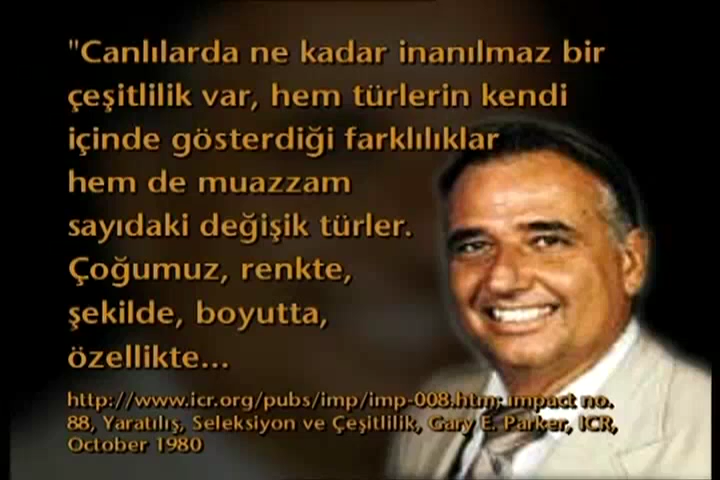 "Canlılarda ne kadar inanılmaz bir
çeşitlilik var, hem türlerin kendi
içinde gösterdiği farklılıklar
hem de muazzam
sayıdaki değişik türler.
Çoğumuz, renkte,
şekilde, boyutta,
özellikte...
http://www.icr.org/pubs/imp/imp-008.htm; impact no.
88, Yaratılış, Seleksiyon ve Çeşitlilik, Gary E. Parker, ICR,
October 1980